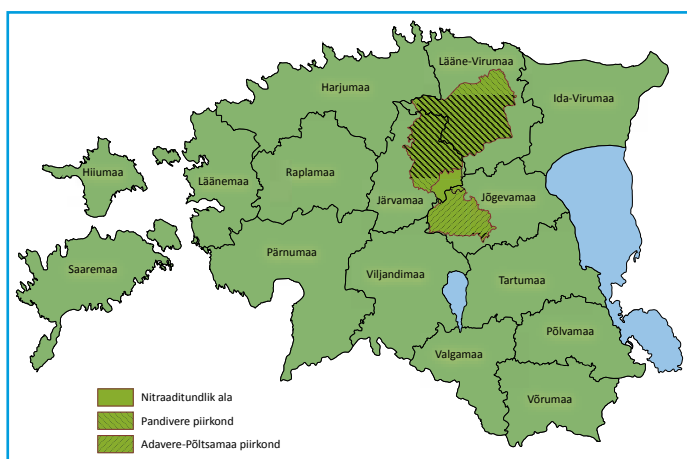 Lääne-Virumaa
Harjumaa
Ida-Virumaa
Hiiumaa
Läänemaa
Raplamaa
Järvamaa
Jõgevamaa
Saaremaa
Pärnumaa
Viljandimaa
Tartumaa
Põlvamaa
Valgamaa
Võrumaa
Nitraaditundlik ala
Pandivere piirkond
Adavere-Põltsamaa piirkond